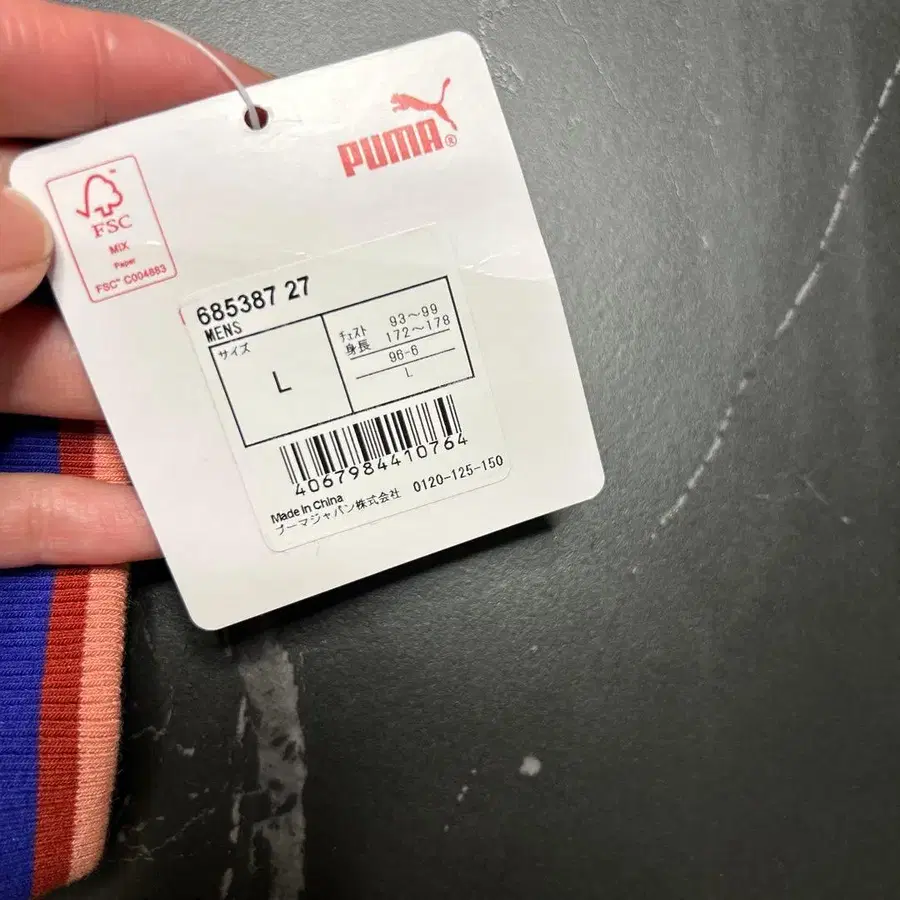 PUMA®
FSC™
MIX
Paper
FSC™ C004883
685387 27
MENS
サイズ
L
チェスト 93～99
身長 172～178
96-6
L
4067984410764
Made in China
プーマジャパン株式会社 0120-125-150